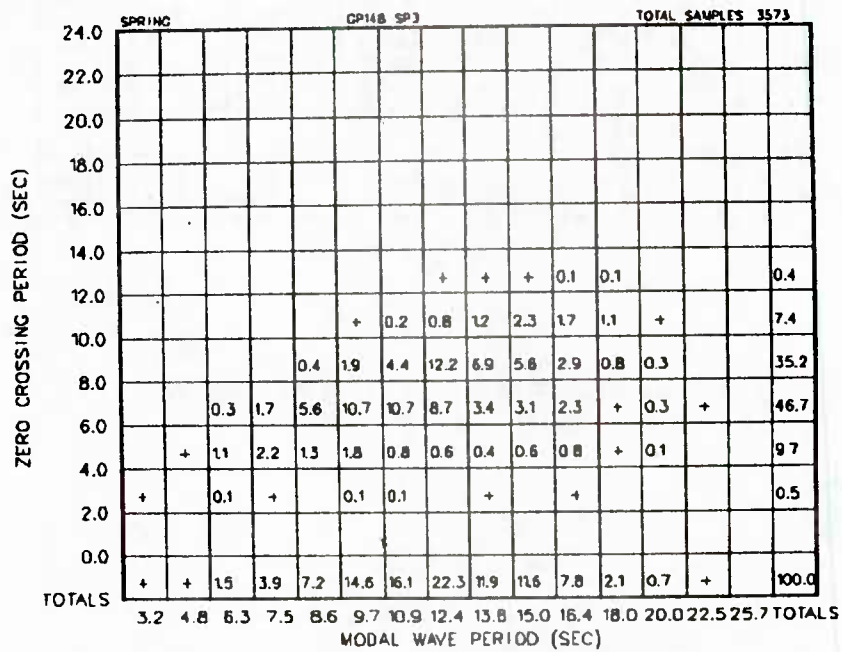 SPRING GP148 SP3 TOTAL SAMPLES 3573
24.0
22.0
20.0
18.0
16.0
14.0
+ + + 0.1 0.1 0.4
12.0
+ 0.2 0.8 1.2 2.3 1.7 1.1 + 7.4
10.0
0.4 1.9 4.4 12.2 6.9 5.6 2.9 0.8 0.3 35.2
8.0
0.3 1.7 5.6 10.7 10.7 8.7 3.4 3.1 2.3 + 0.3 + 46.7
6.0
+ 1.1 2.2 1.3 1.8 0.8 0.6 0.4 0.6 0.8 + 0.1 9.7
4.0
+ 0.1 + 0.1 0.1 + + 0.5
2.0
0.0
+ + 1.5 3.9 7.2 14.6 16.1 22.3 11.9 11.6 7.8 2.1 0.7 + 100.0
TOTALS
3.2 4.8 6.3 7.5 8.6 9.7 10.9 12.4 13.8 15.0 16.4 18.0 20.0 22.5 25.7 TOTALS
MODAL WAVE PERIOD (SEC)
ZERO CROSSING PERIOD (SEC)